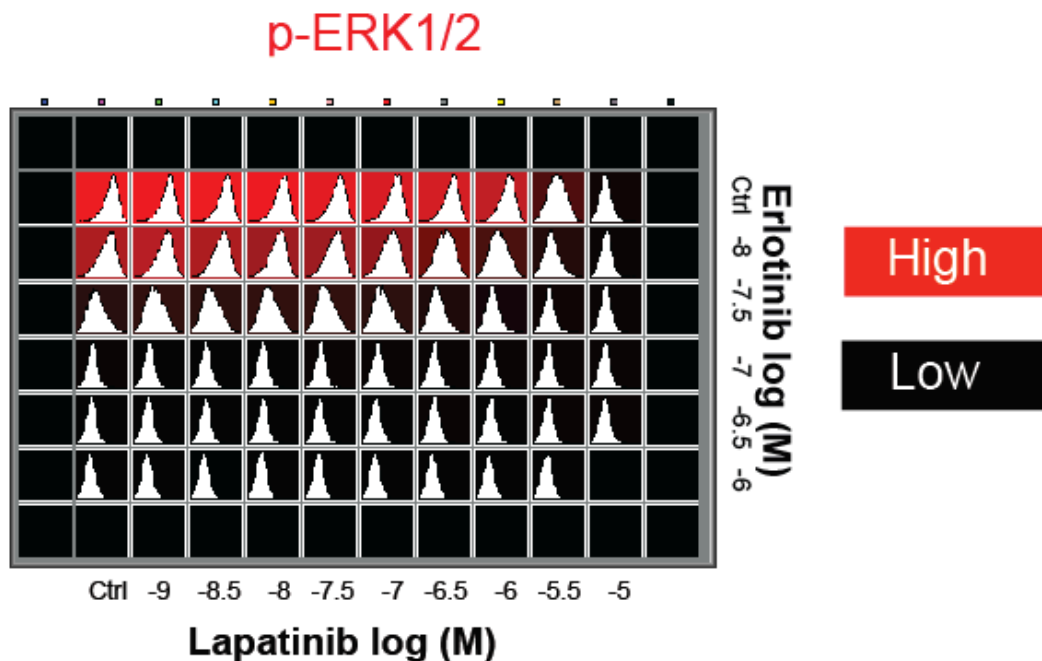 p-ERK1/2
Ctrl
-8
-7.5
-7
-6.5
-6
Erlotinib log (M)
High
Low
Ctrl -9 -8.5 -8 -7.5 -7 -6.5 -6 -5.5 -5
Lapatinib log (M)